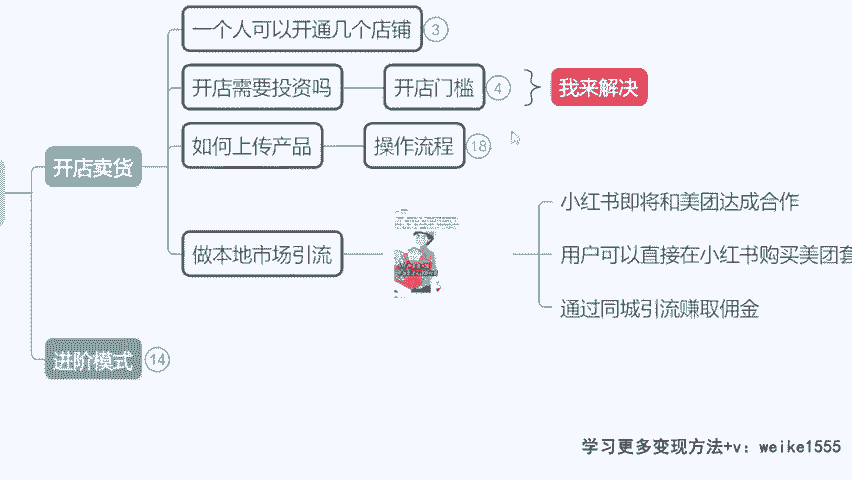 一个人可以开通几个店铺 3
开店需要投资吗 开店门槛 4 我来解决
如何上传产品 操作流程 18
开店卖货
小红书即将和美团达成合作
做本地市场引流 用户可以直接在小红书购买美团套
通过同城引流赚取佣金
进阶模式 14
学习更多变现方法+v：weike1555